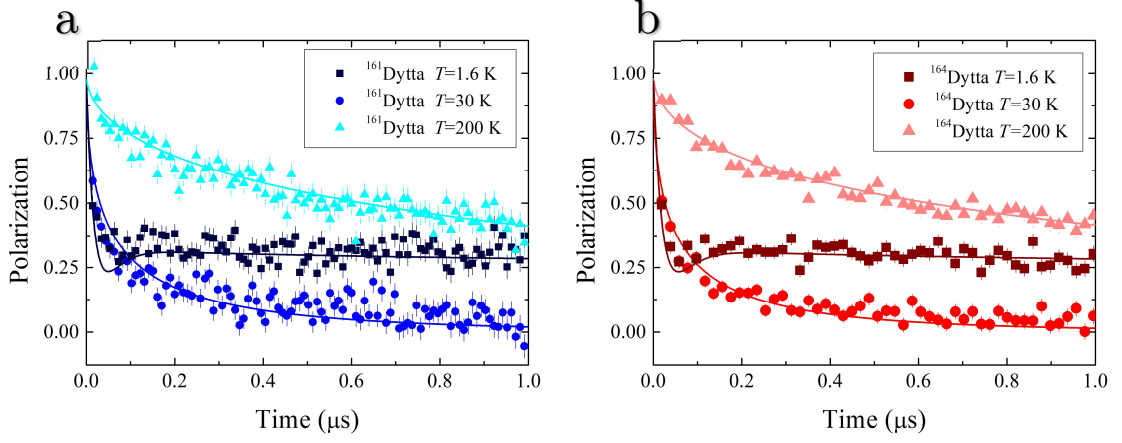 a
¹⁶¹Dytta T=1.6 K
¹⁶¹Dytta T=30 K
¹⁶¹Dytta T=200 K
1.00
0.75
0.50
0.25
0.00
Polarization
0.0 0.2 0.4 0.6 0.8 1.0
Time (μs)
b
¹⁶⁴Dytta T=1.6 K
¹⁶⁴Dytta T=30 K
¹⁶⁴Dytta T=200 K
1.00
0.75
0.50
0.25
0.00
Polarization
0.0 0.2 0.4 0.6 0.8 1.0
Time (μs)